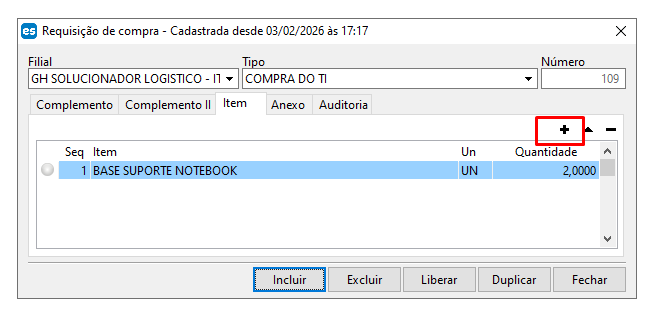 es Requisição de compra - Cadastrada desde 03/02/2026 às 17:17
Filial Tipo Número
GH SOLUCIONADOR LOGISTICO - IT COMPRA DO TI 109
Complemento Complemento II Item Anexo Auditoria
Seq Item Un Quantidade
1 BASE SUPORTE NOTEBOOK UN 2,0000
Incluir Excluir Liberar Duplicar Fechar